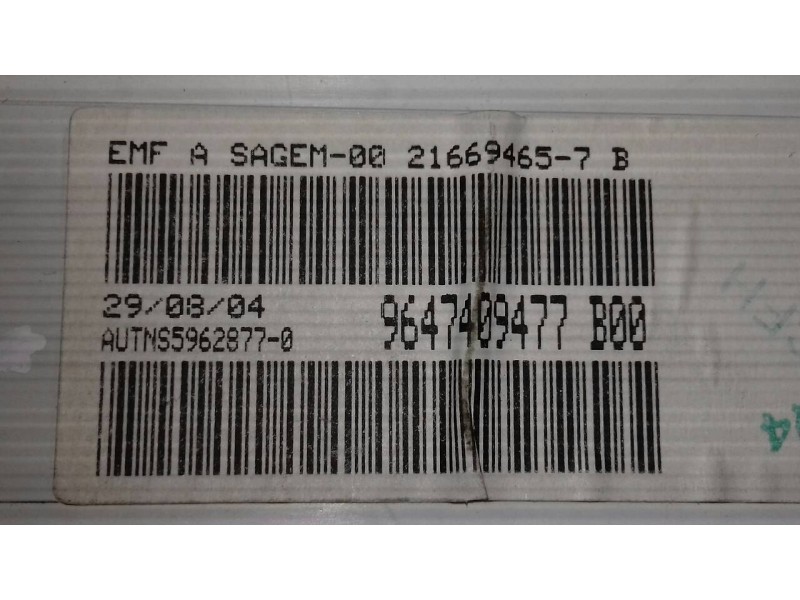 EMF A SAGEM-00 21669465-7 B
29/08/04
9647409477 B00
AUTNS5962877-0